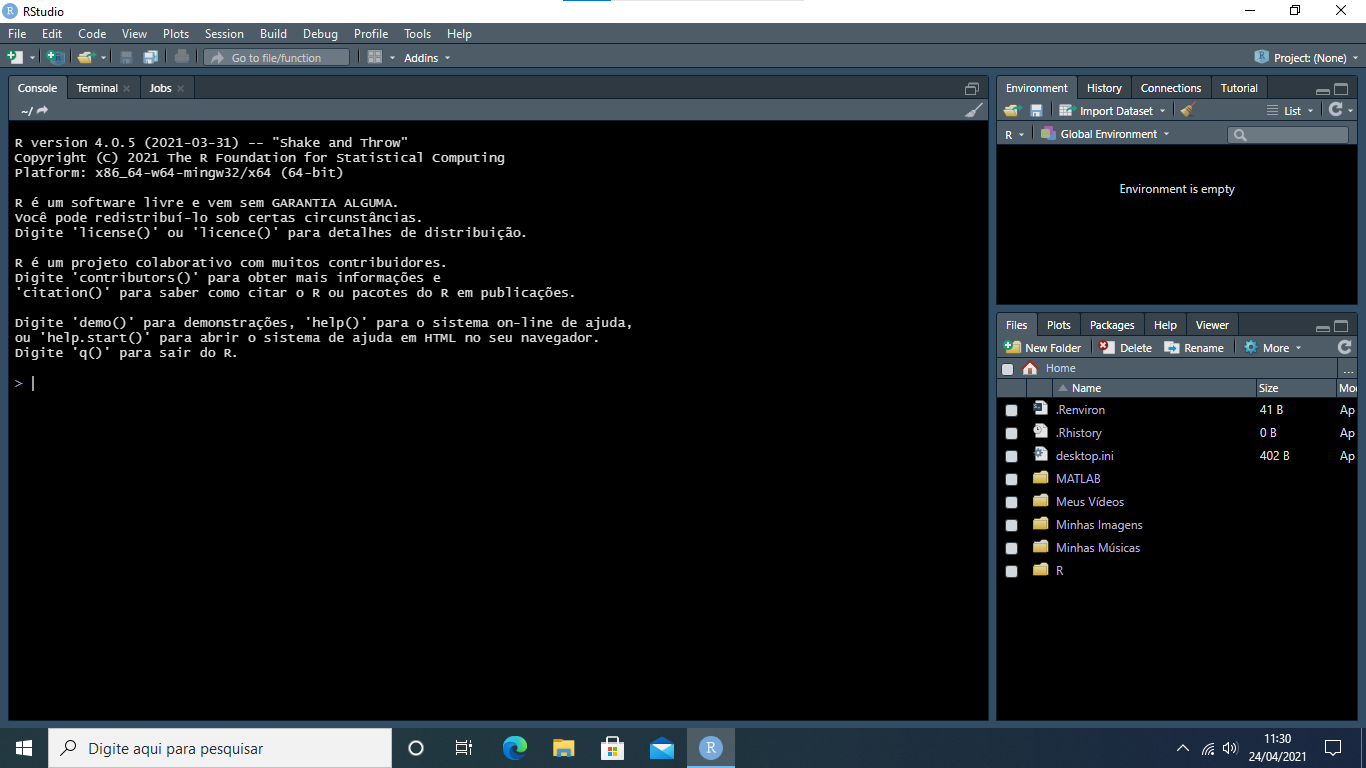 RStudio
File Edit Code View Plots Session Build Debug Profile Tools Help
Go to file/function Addins Project: (None)
Console Terminal Jobs
~/
R version 4.0.5 (2021-03-31) -- "Shake and Throw"
Copyright (C) 2021 The R Foundation for Statistical Computing
Platform: x86_64-w64-mingw32/x64 (64-bit)
R é um software livre e vem sem GARANTIA ALGUMA.
Você pode redistribuí-lo sob certas circunstâncias.
Digite 'license()' ou 'licence()' para detalhes de distribuição.
R é um projeto colaborativo com muitos contribuidores.
Digite 'contributors()' para obter mais informações e
'citation()' para saber como citar o R ou pacotes do R em publicações.
Digite 'demo()' para demonstrações, 'help()' para o sistema on-line de ajuda,
ou 'help.start()' para abrir o sistema de ajuda em HTML no seu navegador.
Digite 'q()' para sair do R.
>
Environment History Connections Tutorial
Import Dataset List
R Global Environment
Environment is empty
Files Plots Packages Help Viewer
New Folder Delete Rename More
Home ...
Name Size Mo
.Renviron 41 B Ap
.Rhistory 0 B Ap
desktop.ini 402 B Ap
MATLAB
Meus Vídeos
Minhas Imagens
Minhas Músicas
R
Digite aqui para pesquisar
11:30
24/04/2021